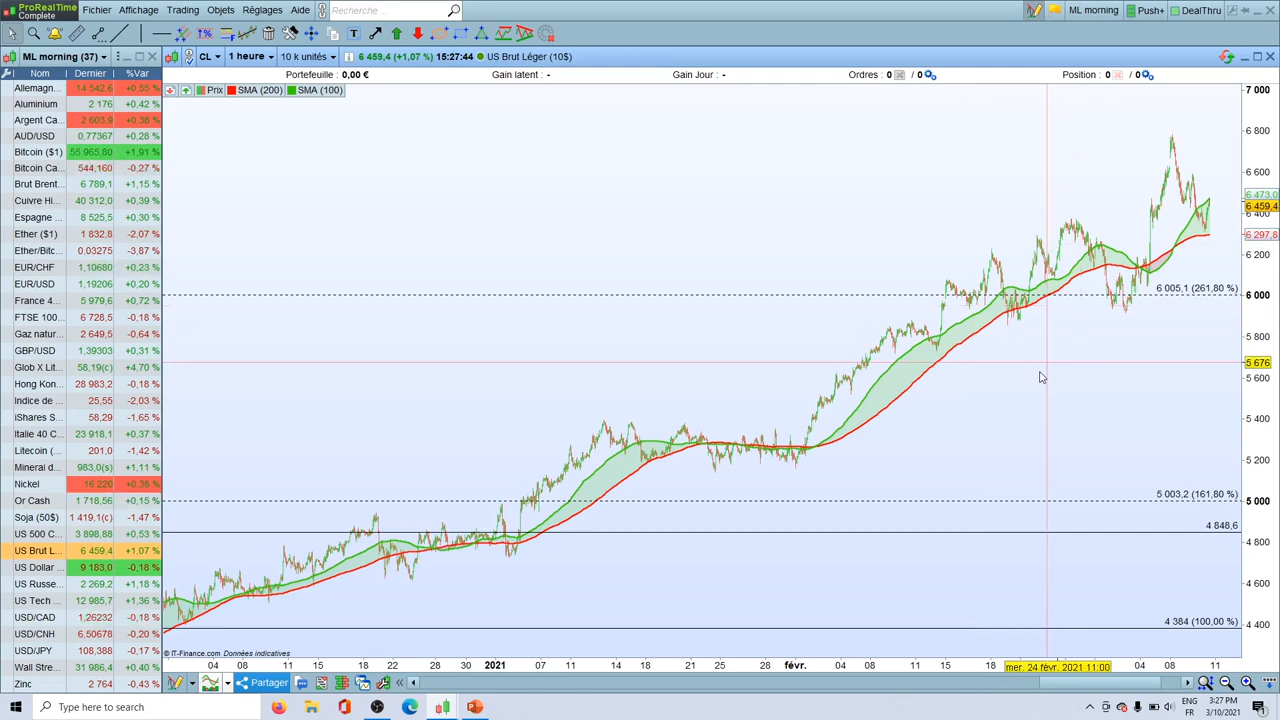 ProRealTime Complete
Fichier Affichage Trading Objets Réglages Aide Recherche ... ML morning Push+ DealThru
ML morning (37) CL 1 heure 10 k unités 6 459,4 (+1,07 %) 15:27:44 US Brut Léger (10$)
Portefeuille : 0,00 € Gain latent : - Gain Jour : - Ordres : 0 / 0 Position : 0 / 0
Nom Dernier %Var
Prix SMA (200) SMA (100)
Allemagn... 14 542,6 +0,55 %
Aluminium 2 176 +0,42 %
Argent Ca... 2 603,9 +0,38 %
AUD/USD 0,77367 +0,28 %
Bitcoin ($1) 55 965,80 +1,91 %
Bitcoin Ca... 544,160 -0,27 %
Brut Brent... 6 789,1 +1,15 %
Cuivre Hi... 40 312,0 +0,39 %
Espagne ... 8 525,5 +0,30 %
Ether ($1) 1 832,8 -2,07 %
Ether/Bitc... 0,03275 -3,87 %
EUR/CHF 1,10680 +0,23 %
EUR/USD 1,19206 +0,20 %
France 4... 5 979,6 +0,72 %
FTSE 100... 6 728,5 -0,18 %
Gaz natur... 2 649,5 -0,64 %
GBP/USD 1,39303 +0,31 %
Glob X Lit... 58,19(c) +4,70 %
Hong Kon... 28 983,2 -0,18 %
Indice de ... 25,55 -2,03 %
iShares S... 58,29 -1,65 %
Italie 40 C... 23 918,1 +0,37 %
Litecoin (... 201,0 -1,42 %
Minerai d... 983,0(s) +1,11 %
Nickel 16 220 +0,38 %
Or Cash 1 718,56 +0,15 %
Soja (50$) 1 419,1(c) -1,47 %
US 500 C... 3 898,88 +0,53 %
US Brut L... 6 459,4 +1,07 %
US Dollar ... 9 183,0 -0,18 %
US Russe... 2 269,2 +1,18 %
US Tech ... 12 985,7 +1,36 %
USD/CAD 1,26232 -0,18 %
USD/CNH 6,50678 -0,20 %
USD/JPY 108,388 -0,17 %
Wall Stre... 31 986,4 +0,40 %
Zinc 2 764 -0,43 %
7 000
6 800
6 600
6 473,0
6 459,4
6 400
6 297,8
6 200
6 005,1 (261,80 %)
6 000
5 800
5 676
5 600
5 400
5 200
5 003,2 (161,80 %)
5 000
4 848,6
4 800
4 600
4 384 (100,00 %)
4 400
© IT-Finance.com Données indicatives
04 08 11 15 17 22 28 30 2021 07 11 14 21 24 28 févr. 04 08 11 15 18 mer. 24 févr. 2021 11:00 04 08 11
Partager
Type here to search
FR
3:27 PM
3/10/2021